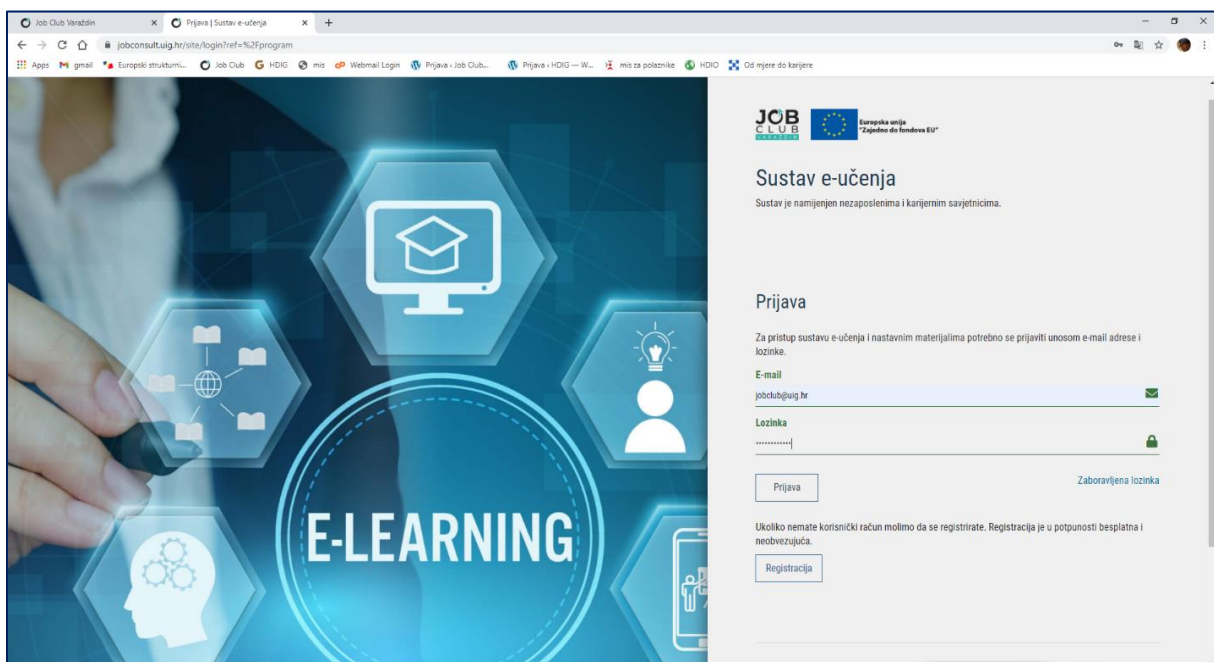 Job Club Varaždin
Prijava | Sustav e-učenja
jobconsult.uig.hr/site/login?ref=%2Fprogram
Apps gmail Europski strukturni... Job Club HDIG mis Webmail Login Prijava ‹ Job Club... Prijava ‹ HDIG — W... mis za polaznike HDIO Od mjere do karijere
JOB
CLUB
VARAŽDIN
Europska unija
"Zajedno do fondova EU"
Sustav e-učenja
Sustav je namijenjen nezaposlenima i karijernim savjetnicima.
Prijava
Za pristup sustavu e-učenja i nastavnim materijalima potrebno se prijaviti unosom e-mail adrese i
lozinke.
E-mail
jobclub@uig.hr
Lozinka
Prijava
Zaboravljena lozinka
Ukoliko nemate korisnički račun molimo da se registrirate. Registracija je u potpunosti besplatna i
neobvezujuća.
Registracija
E-LEARNING